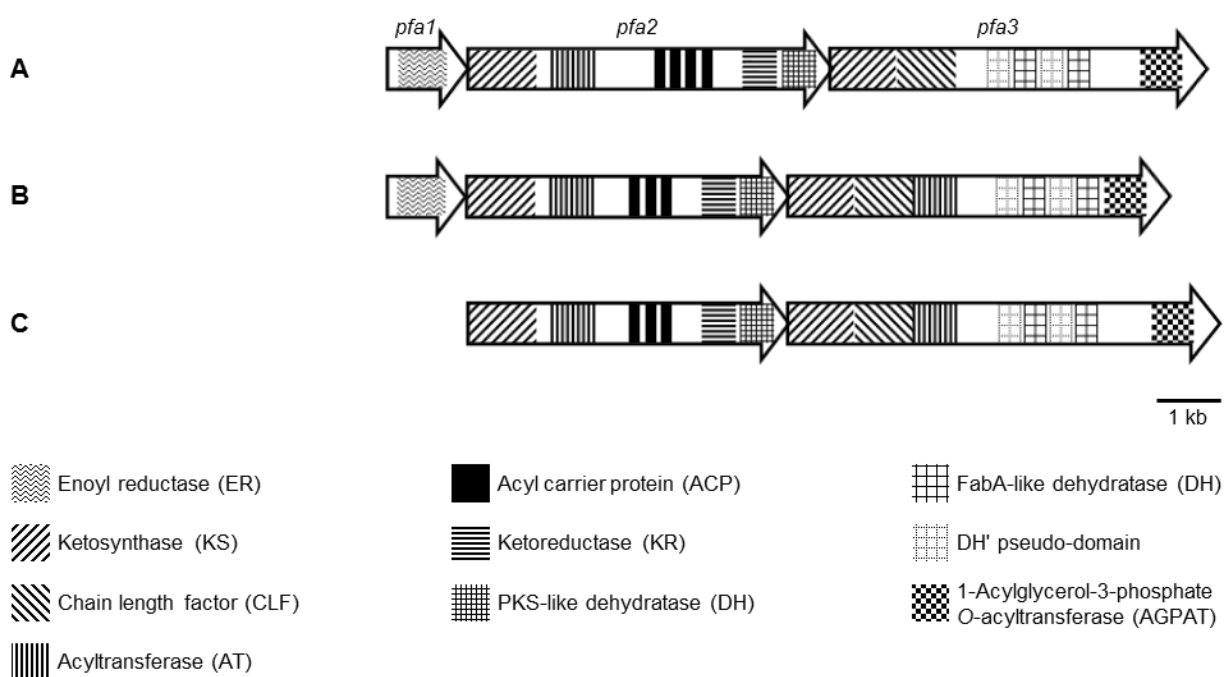 pfa1 pfa2 pfa3
A
B
C
1 kb
Enoyl reductase (ER)
Ketosynthase (KS)
Chain length factor (CLF)
Acyltransferase (AT)
Acyl carrier protein (ACP)
Ketoreductase (KR)
PKS-like dehydratase (DH)
FabA-like dehydratase (DH)
DH' pseudo-domain
1-Acylglycerol-3-phosphate
O-acyltransferase (AGPAT)